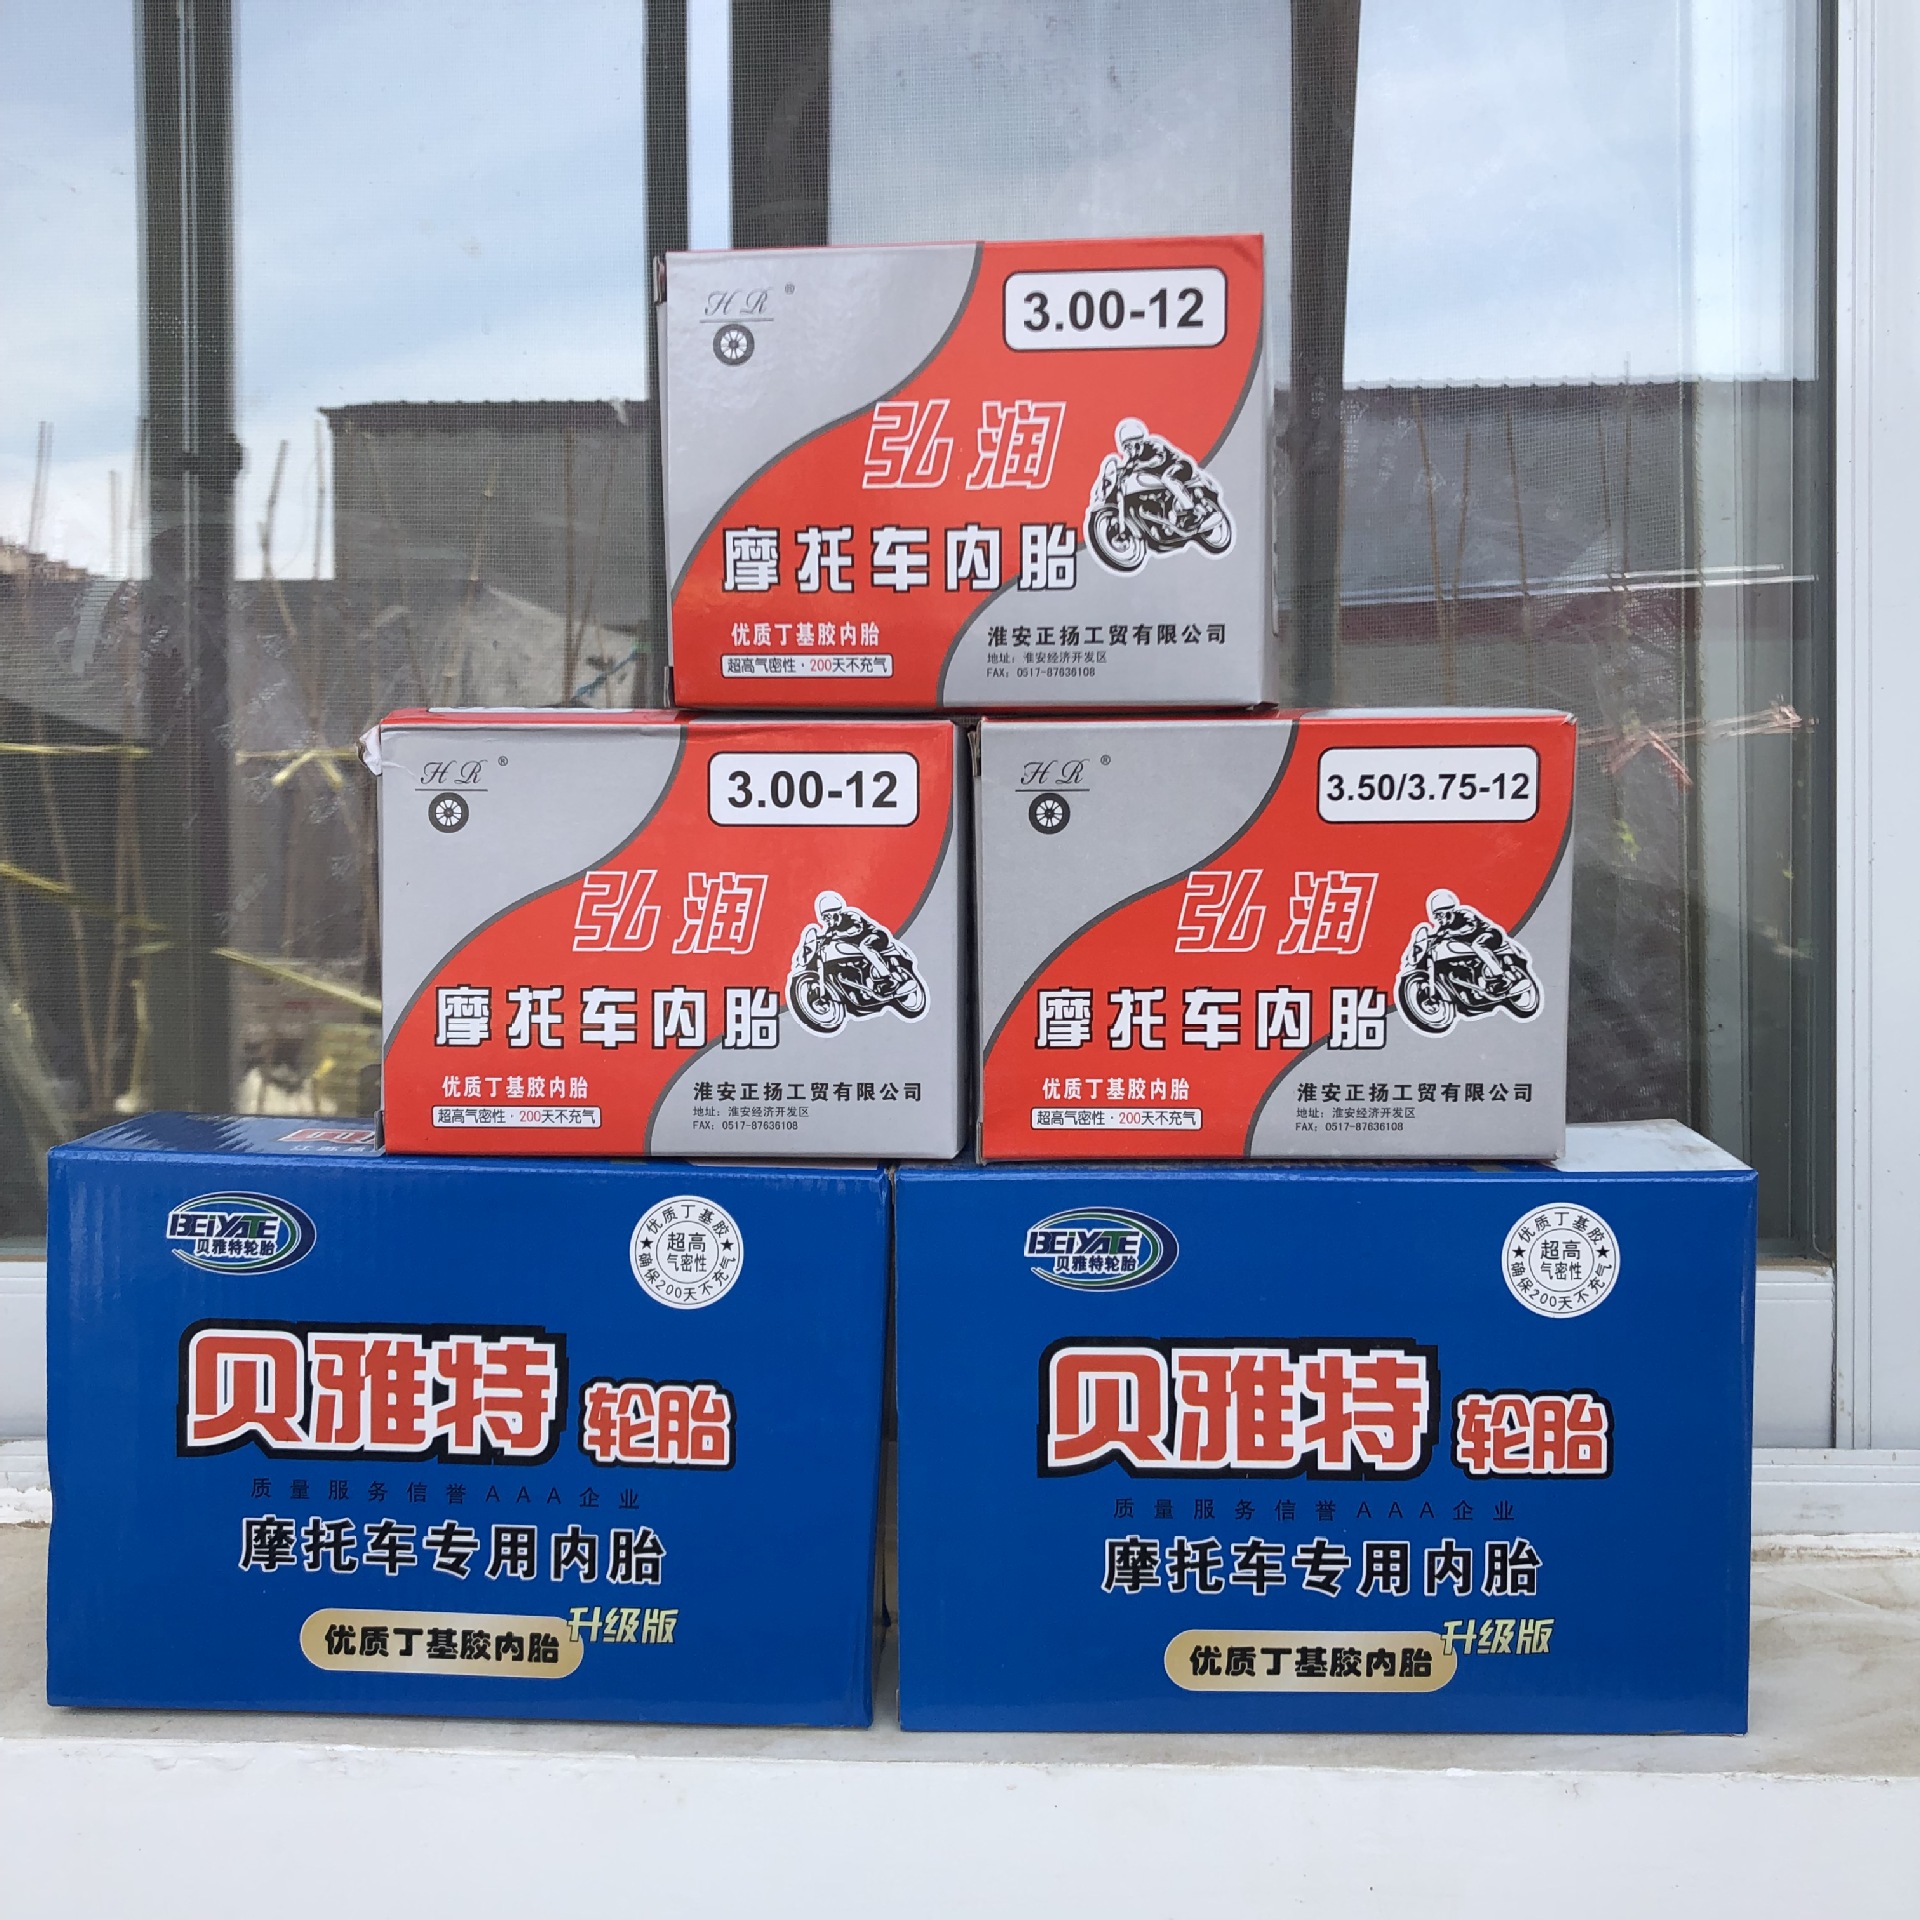 HR®
3.00-12
弘润
摩托车内胎
优质丁基胶内胎
超高气密性·200天不充气
淮安正扬工贸有限公司
地址：淮安经济开发区
FAX：0517-87636108
HR®
3.00-12
弘润
摩托车内胎
优质丁基胶内胎
超高气密性·200天不充气
淮安正扬工贸有限公司
地址：淮安经济开发区
FAX：0517-87636108
HR®
3.50/3.75-12
弘润
摩托车内胎
优质丁基胶内胎
超高气密性·200天不充气
淮安正扬工贸有限公司
地址：淮安经济开发区
FAX：0517-87636108
BEiYATE
贝雅特轮胎
优质丁基胶
超高
气密性
确保200天不充气
贝雅特轮胎
质量服务信誉AAA企业
摩托车专用内胎
优质丁基胶内胎
升级版
BEiYATE
贝雅特轮胎
优质丁基胶
超高
气密性
确保200天不充气
贝雅特轮胎
质量服务信誉AAA企业
摩托车专用内胎
优质丁基胶内胎
升级版